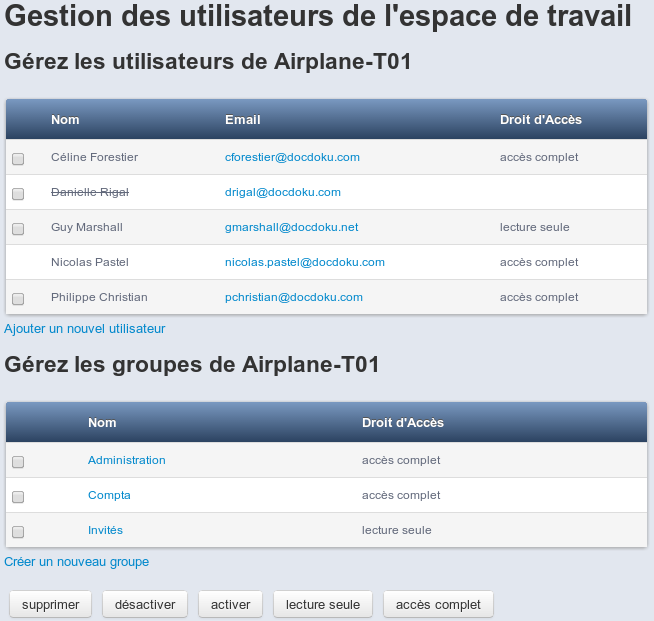 Gestion des utilisateurs de l'espace de travail
Gérez les utilisateurs de Airplane-T01
Nom Email Droit d'Accès
Céline Forestier cforestier@docdoku.com accès complet
Danielle Rigal drigal@docdoku.com
Guy Marshall gmarshall@docdoku.net lecture seule
Nicolas Pastel nicolas.pastel@docdoku.com accès complet
Philippe Christian pchristian@docdoku.com accès complet
Ajouter un nouvel utilisateur
Gérez les groupes de Airplane-T01
Nom Droit d'Accès
Administration accès complet
Compta accès complet
Invités lecture seule
Créer un nouveau groupe
supprimer désactiver activer lecture seule accès complet